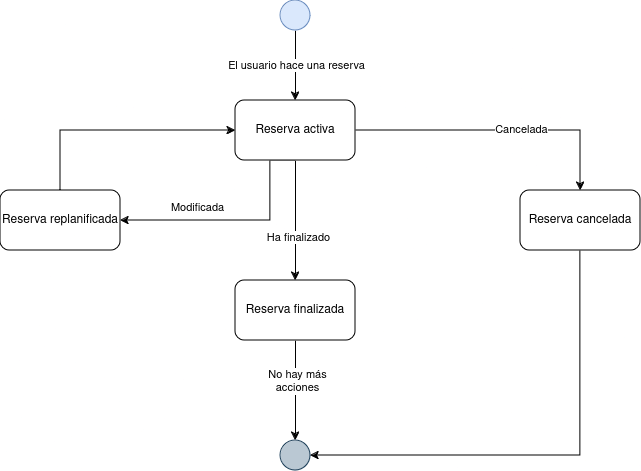 El usuario hace una reserva
Reserva activa
Cancelada
Modificada
Reserva replanificada
Reserva cancelada
Ha finalizado
Reserva finalizada
No hay más
acciones